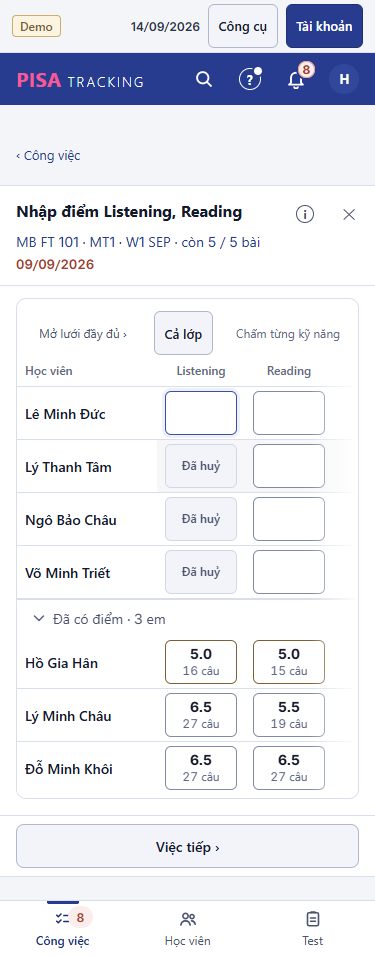 Demo
14/09/2026
Công cụ
Tài khoản
PISA TRACKING
?
8
H
‹ Công việc
Nhập điểm Listening, Reading
MB FT 101 · MT1 · W1 SEP · còn 5 / 5 bài
09/09/2026
Mở lưới đầy đủ ›
Cả lớp
Chấm từng kỹ năng
Học viên Listening Reading
Lê Minh Đức
Lý Thanh Tâm Đã huỷ
Ngô Bảo Châu Đã huỷ
Võ Minh Triết Đã huỷ
Đã có điểm · 3 em
Hồ Gia Hân 5.0 5.0
16 câu 15 câu
Lý Minh Châu 6.5 5.5
27 câu 19 câu
Đỗ Minh Khôi 6.5 6.5
27 câu 27 câu
Việc tiếp ›
8
Công việc Học viên Test